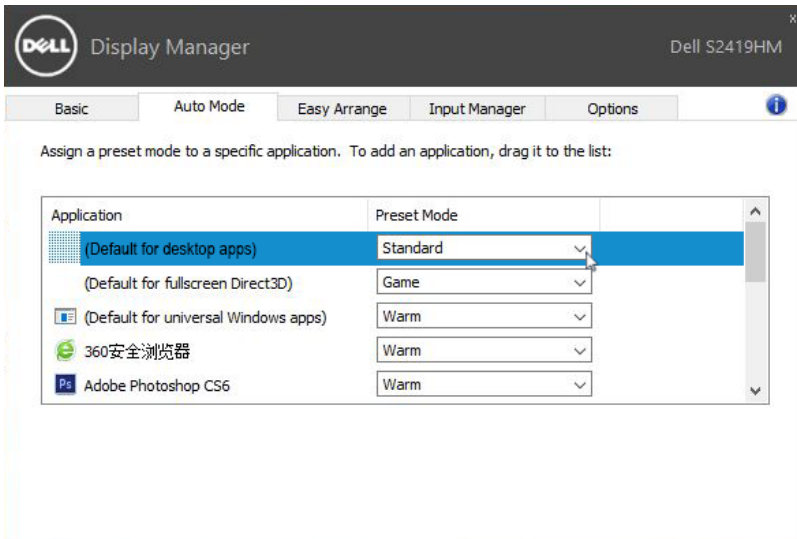 x
DELL Display Manager Dell S2419HM
Basic Auto Mode Easy Arrange Input Manager Options
Assign a preset mode to a specific application. To add an application, drag it to the list:
Application Preset Mode
(Default for desktop apps) Standard
(Default for fullscreen Direct3D) Game
(Default for universal Windows apps) Warm
360安全浏览器 Warm
Ps Adobe Photoshop CS6 Warm